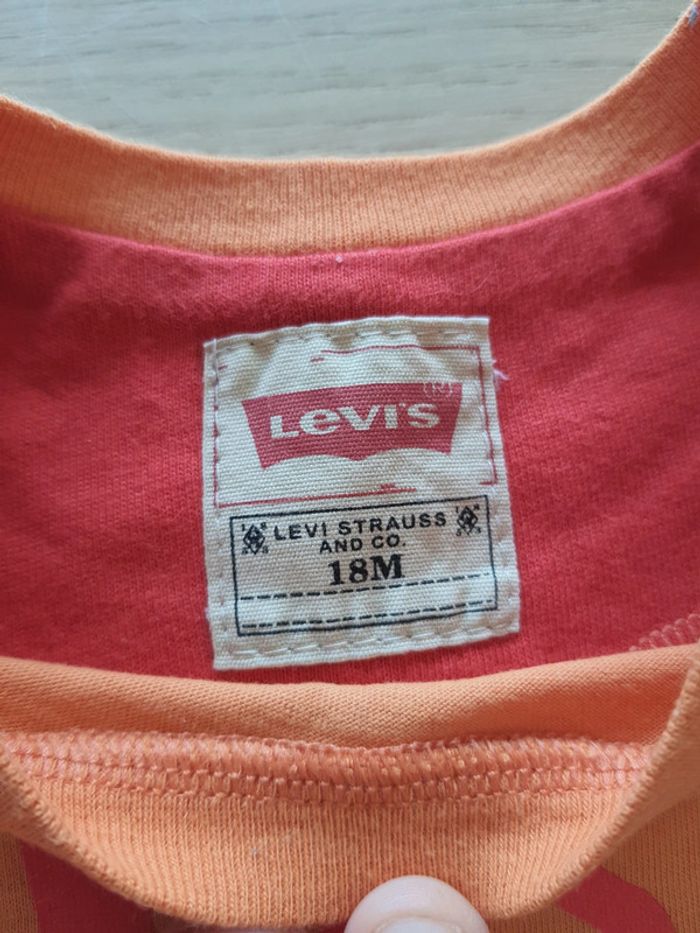 Levi's
LEVI STRAUSS
AND CO.
18M